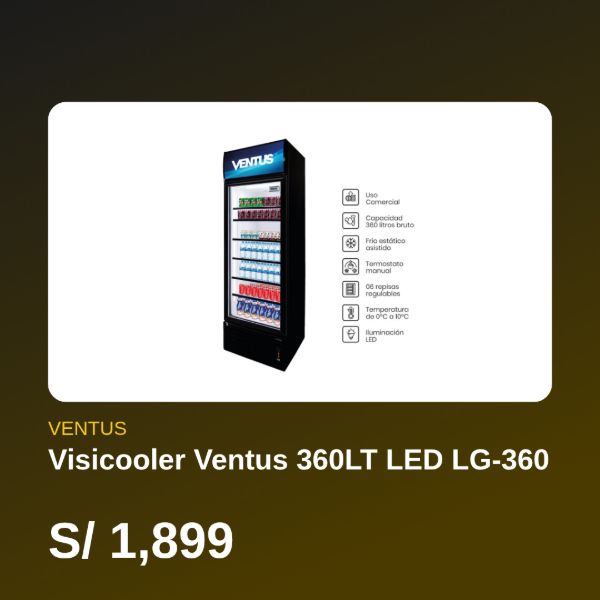 VENTUS
Uso
Comercial
Capacidad
360 litros bruto
Frío estático
asistido
Termostato
manual
06 repisas
regulables
Temperatura
de 0°C a 10°C
Iluminación
LED
VENTUS
Visicooler Ventus 360LT LED LG-360
S/ 1,899